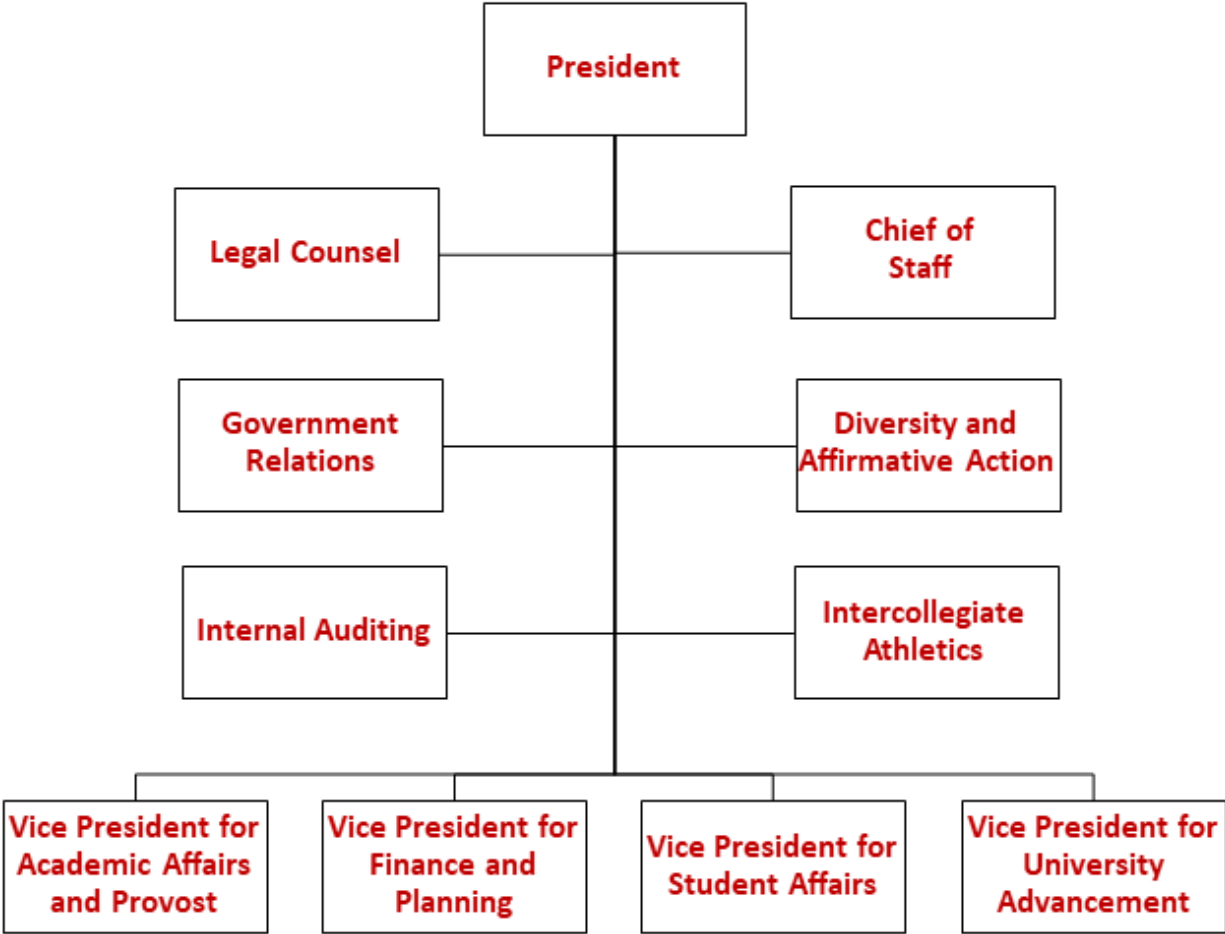 President
Legal Counsel
Chief of
Staff
Government
Relations
Diversity and
Affirmative Action
Internal Auditing
Intercollegiate
Athletics
Vice President for
Academic Affairs
and Provost
Vice President for
Finance and
Planning
Vice President for
Student Affairs
Vice President for
University
Advancement